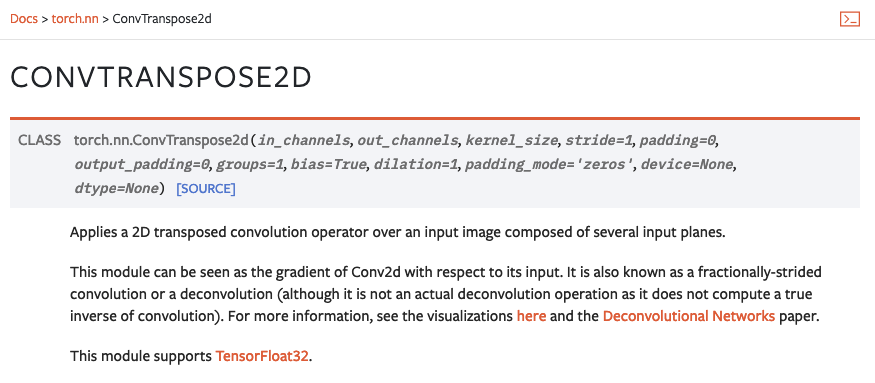 Docs > torch.nn > ConvTranspose2d
CONVTRANSPOSE2D
CLASS torch.nn.ConvTranspose2d(in_channels, out_channels, kernel_size, stride=1, padding=0,
output_padding=0, groups=1, bias=True, dilation=1, padding_mode='zeros', device=None,
dtype=None) [SOURCE]
Applies a 2D transposed convolution operator over an input image composed of several input planes.
This module can be seen as the gradient of Conv2d with respect to its input. It is also known as a fractionally-strided
convolution or a deconvolution (although it is not an actual deconvolution operation as it does not compute a true
inverse of convolution). For more information, see the visualizations here and the Deconvolutional Networks paper.
This module supports TensorFloat32.